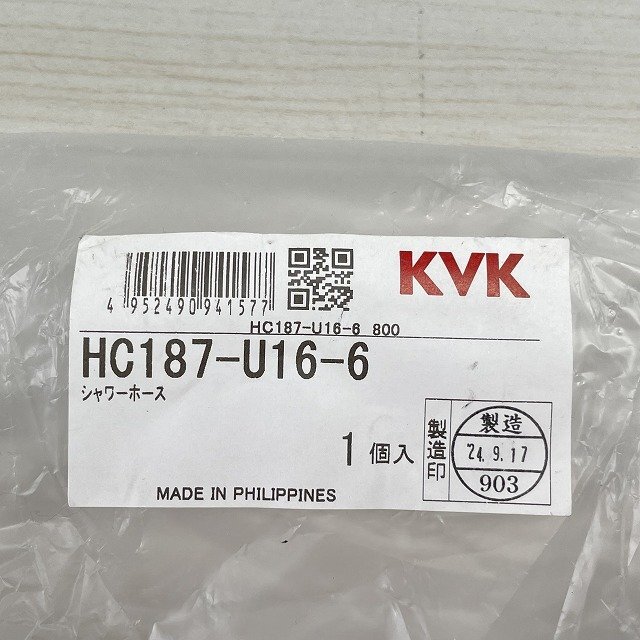 4 952490 941577
KVK
HC187-U16-6 800
HC187-U16-6
シャワーホース
1個入
製造印
製造
'24.9.17
903
MADE IN PHILIPPINES